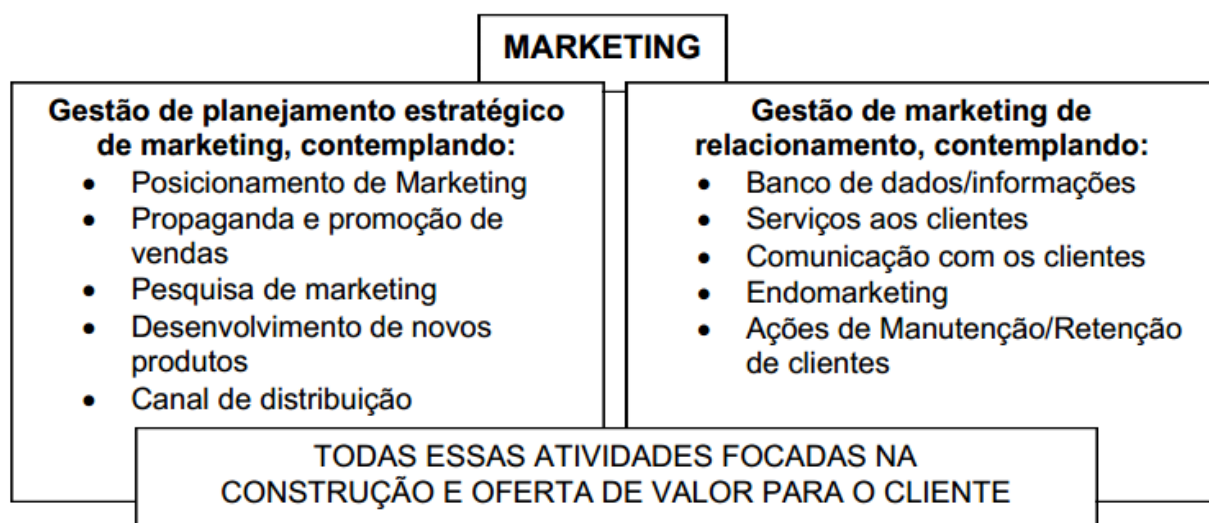 MARKETING
Gestão de planejamento estratégico
de marketing, contemplando:
• Posicionamento de Marketing
• Propaganda e promoção de
vendas
• Pesquisa de marketing
• Desenvolvimento de novos
produtos
• Canal de distribuição
Gestão de marketing de
relacionamento, contemplando:
• Banco de dados/informações
• Serviços aos clientes
• Comunicação com os clientes
• Endomarketing
• Ações de Manutenção/Retenção
de clientes
TODAS ESSAS ATIVIDADES FOCADAS NA
CONSTRUÇÃO E OFERTA DE VALOR PARA O CLIENTE